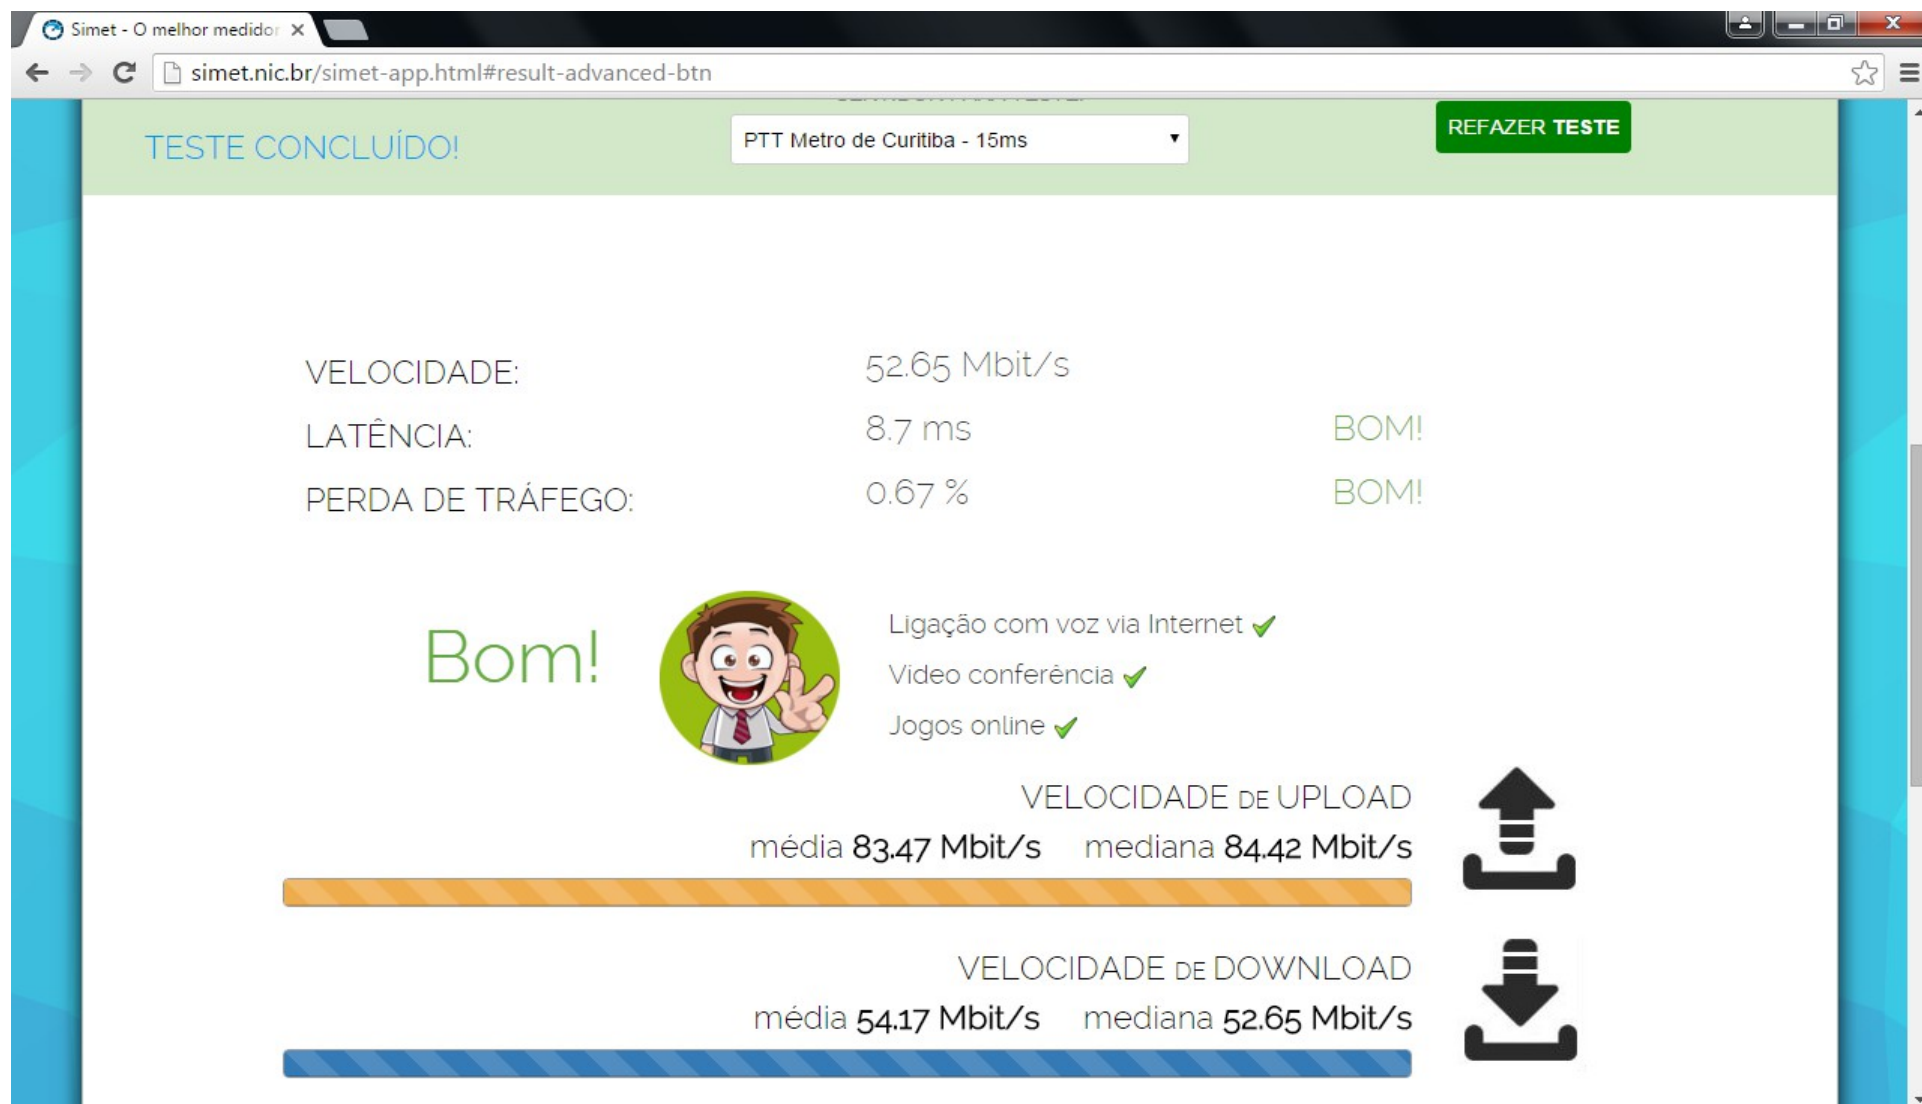 Simet - O melhor medidor
simet.nic.br/simet-app.html#result-advanced-btn
TESTE CONCLUÍDO!
PTT Metro de Curitiba - 15ms
REFAZER TESTE
VELOCIDADE: 52.65 Mbit/s
LATÊNCIA: 8.7 ms BOM!
PERDA DE TRÁFEGO: 0.67 % BOM!
Bom!
Ligação com voz via Internet
Vídeo conferência
Jogos online
VELOCIDADE DE UPLOAD
média 83.47 Mbit/s mediana 84.42 Mbit/s
VELOCIDADE DE DOWNLOAD
média 54.17 Mbit/s mediana 52.65 Mbit/s